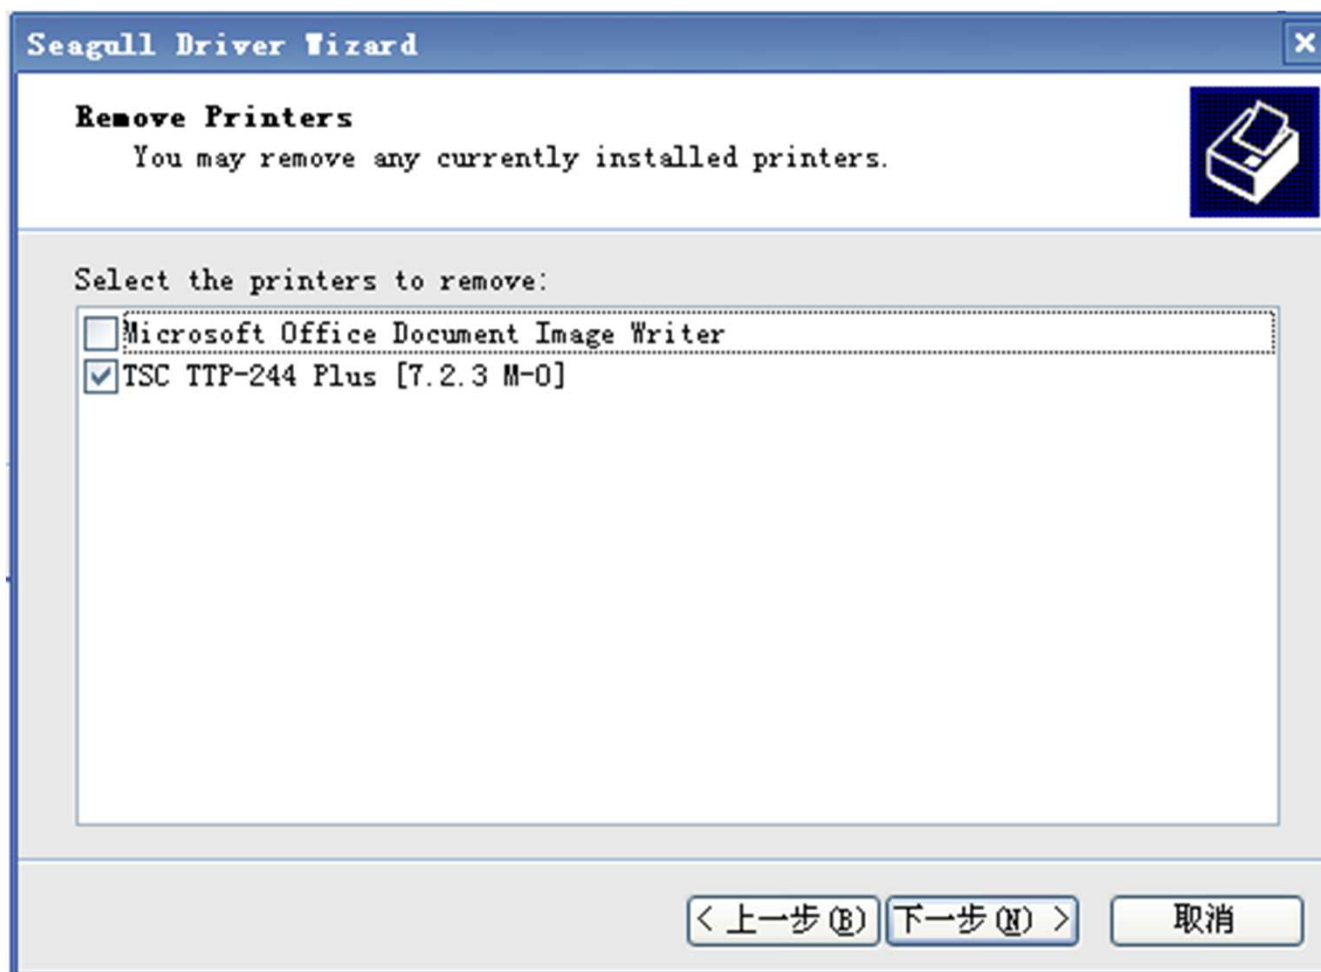 Seagull Driver Wizard
Remove Printers
You may remove any currently installed printers.
Select the printers to remove:
Microsoft Office Document Image Writer
TSC TTP-244 Plus [7.2.3 M-0]
< 上一步(B) 下一步(N) > 取消